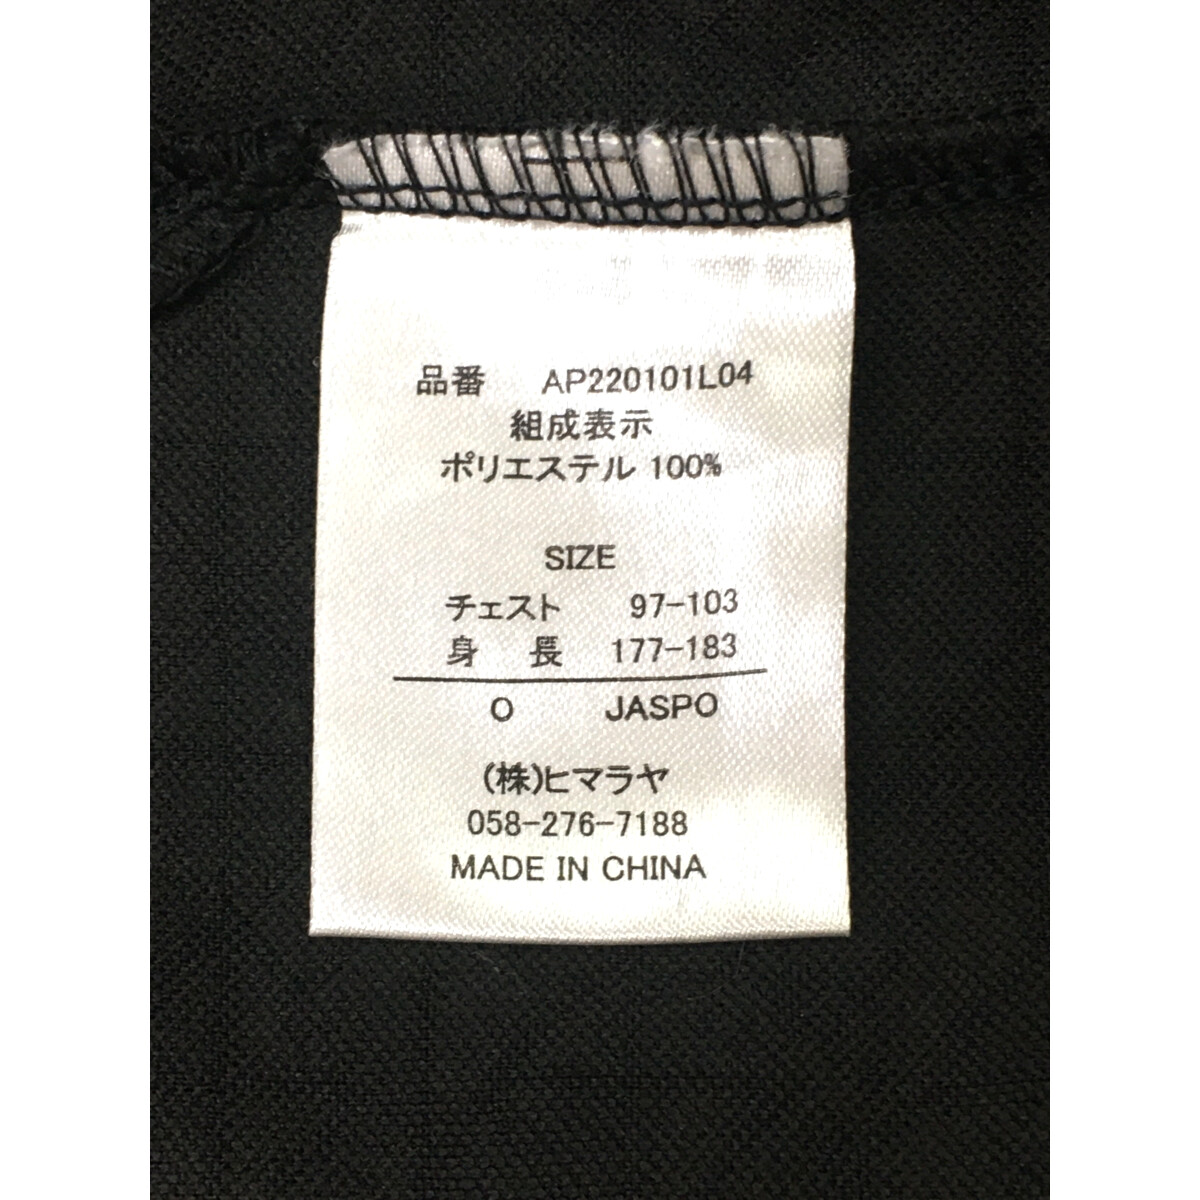 品番 AP220101L04
組成表示
ポリエステル 100%
SIZE
チェスト 97-103
身 長 177-183
O JASPO
(株)ヒマラヤ
058-276-7188
MADE IN CHINA